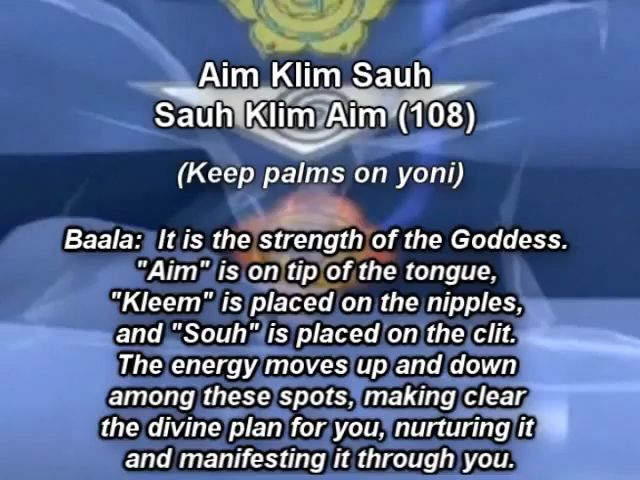 Aim Klim Sauh
Sauh Klim Aim (108)
(Keep palms on yoni)
Baala:  It is the strength of the Goddess.
"Aim" is on tip of the tongue,
"Kleem" is placed on the nipples,
and "Souh" is placed on the clit.
The energy moves up and down
among these spots, making clear
the divine plan for you, nurturing it
and manifesting it through you.